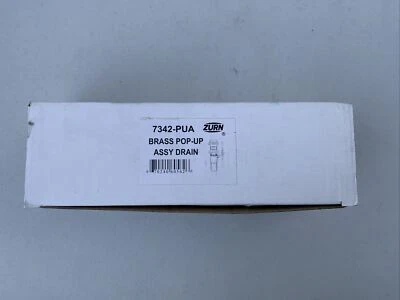 7342-PUA ZURN
BRASS POP-UP
ASSY DRAIN